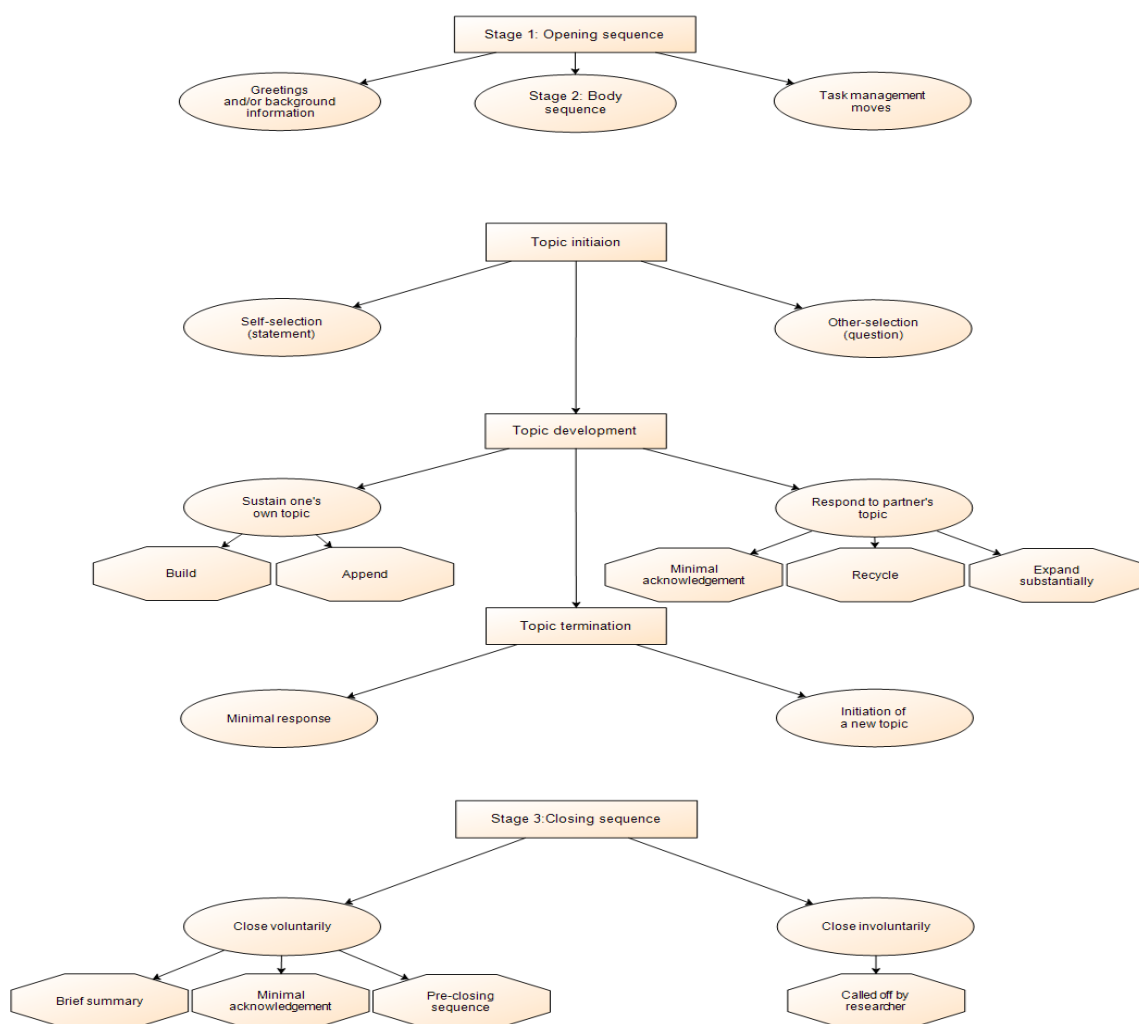 Stage 1: Opening sequence
Greetings
and/or background
information
Stage 2: Body
sequence
Task management
moves
Topic initiaion
Self-selection
(statement)
Other-selection
(question)
Topic development
Sustain one's
own topic
Respond to partner's
topic
Build
Append
Minimal
acknowledgement
Recycle
Expand
substantially
Topic termination
Minimal response
Initiation of
a new topic
Stage 3:Closing sequence
Close voluntarily
Close involuntarily
Brief summary
Minimal
acknowledgement
Pre-closing
sequence
Called off by
researcher